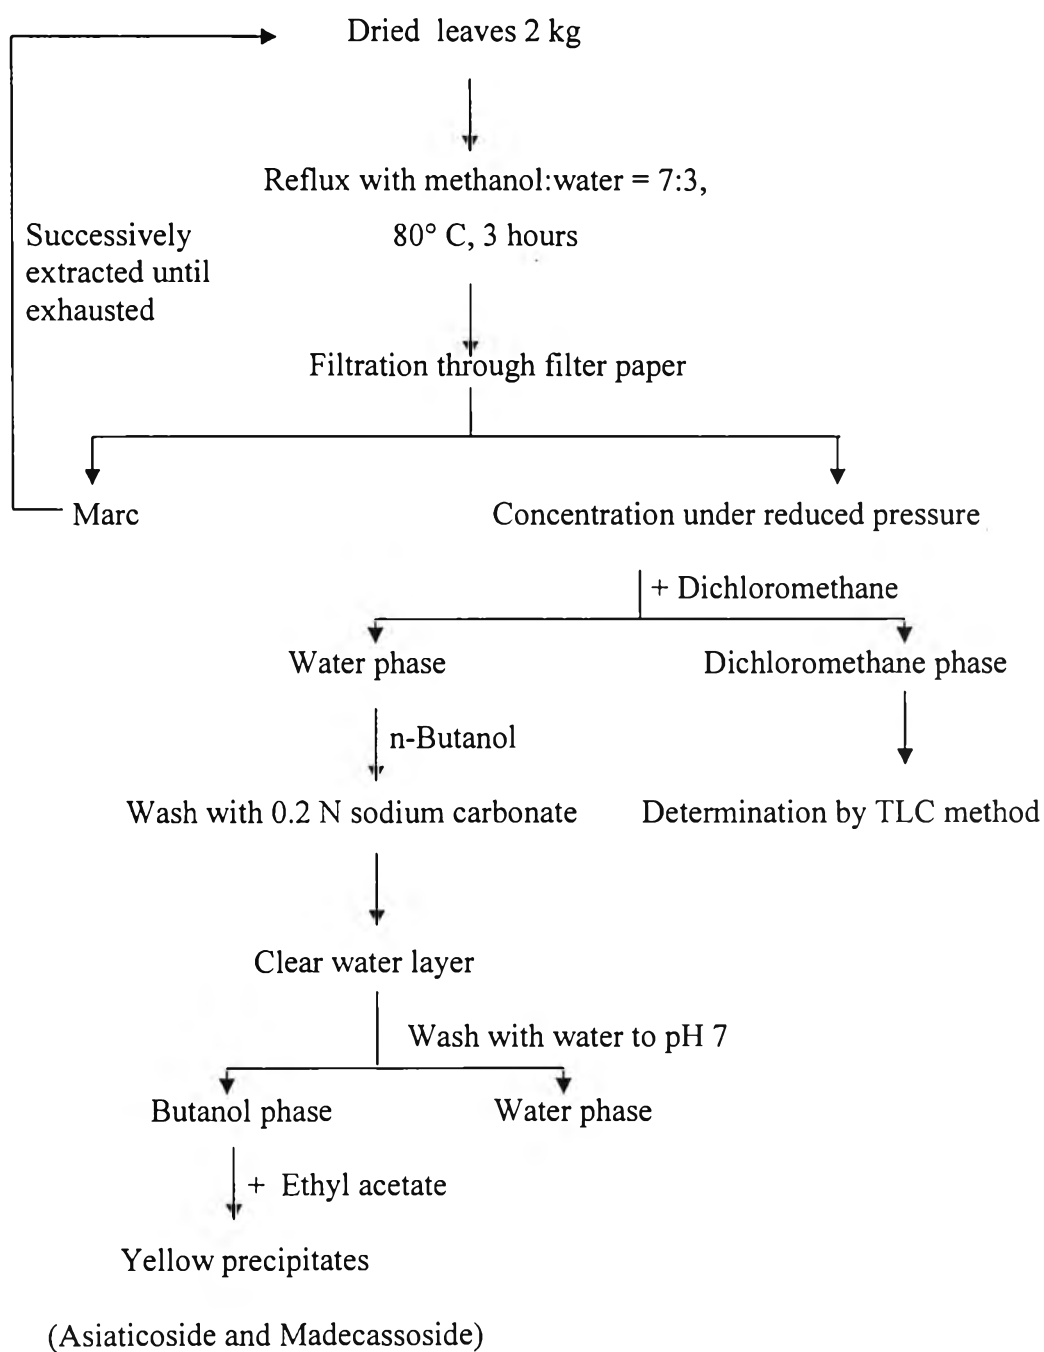 Dried leaves 2 kg
Reflux with methanol:water = 7:3,
80° C, 3 hours
Successively
extracted until
exhausted
Filtration through filter paper
Marc
Concentration under reduced pressure
+ Dichloromethane
Water phase
Dichloromethane phase
n-Butanol
Wash with 0.2 N sodium carbonate
Determination by TLC method
Clear water layer
Wash with water to pH 7
Butanol phase
Water phase
+ Ethyl acetate
Yellow precipitates
(Asiaticoside and Madecassoside)